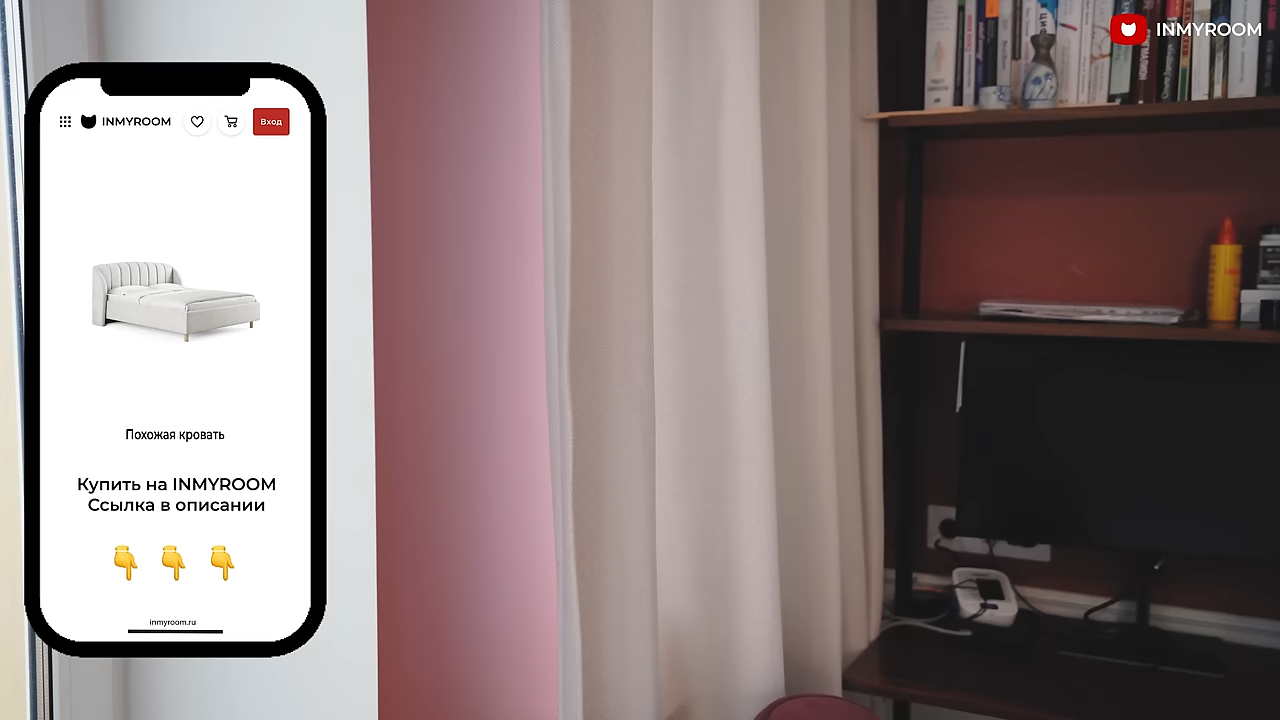 INMYROOM
INMYROOM
Вход
Похожая кровать
Купить на INMYROOM
Ссылка в описании
inmyroom.ru